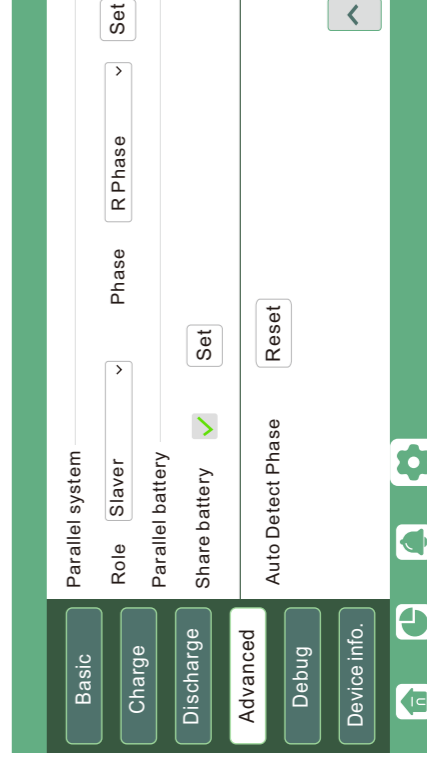 Basic
Charge
Discharge
Advanced
Debug
Device info.
Parallel system
Role Slaver Phase R Phase Set
Parallel battery
Share battery Set
Auto Detect Phase Reset